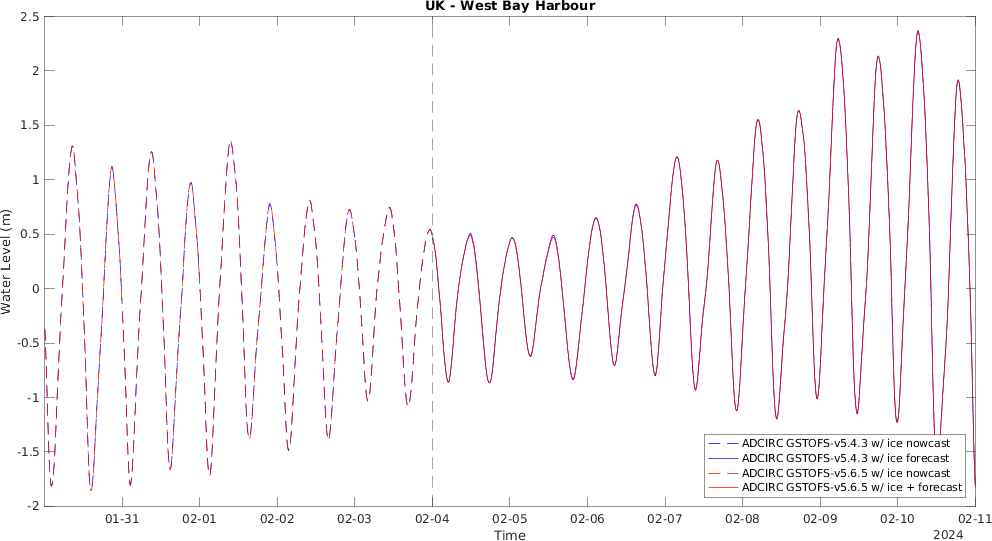 UK - West Bay Harbour
2.5
2
1.5
1
0.5
0
-0.5
-1
-1.5
-2
Water Level (m)
ADCIRC GSTOFS-v5.4.3 w/ ice nowcast
ADCIRC GSTOFS-v5.4.3 w/ ice forecast
ADCIRC GSTOFS-v5.6.5 w/ ice nowcast
ADCIRC GSTOFS-v5.6.5 w/ ice + forecast
01-31 02-01 02-02 02-03 02-04 02-05 02-06 02-07 02-08 02-09 02-10 02-11
Time
2024